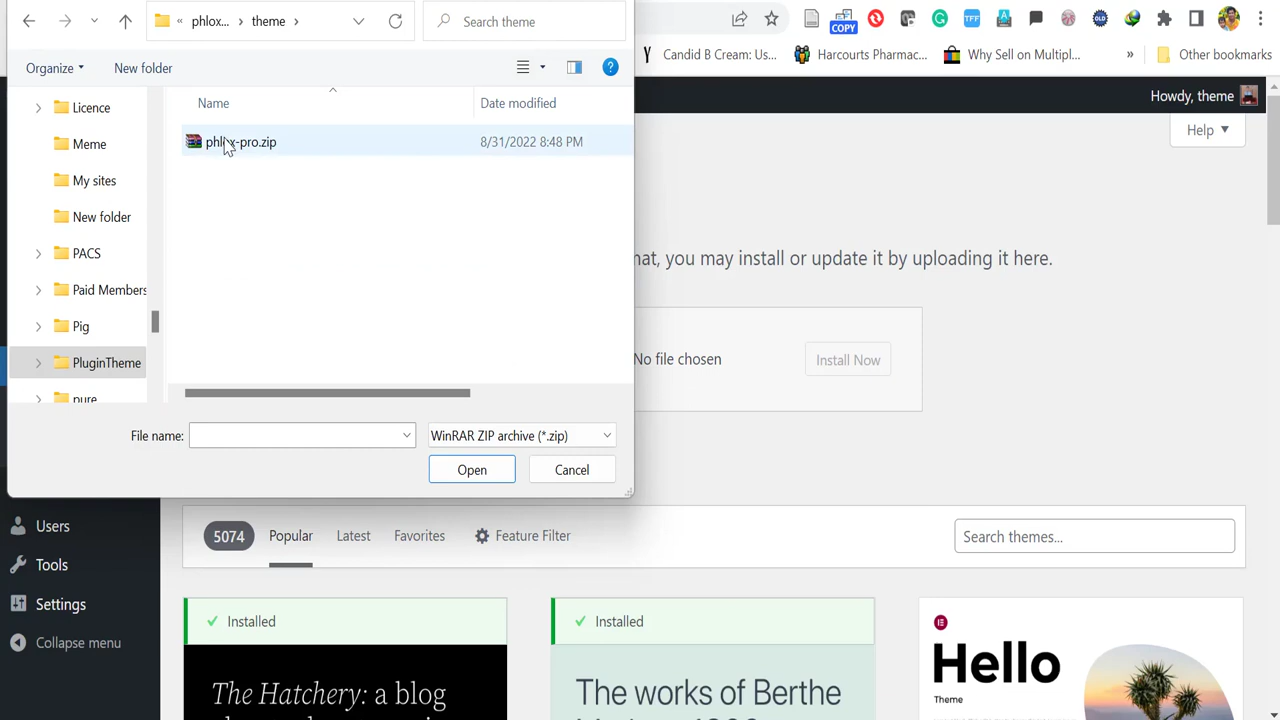 « phlox... › theme ›
Search theme
COPY
TFF
OLD
Organize
New folder
?
Candid B Cream: Us...
Harcourts Pharmac...
Why Sell on Multipl...
»
Other bookmarks
Howdy, theme
Help ▼
Name
Date modified
phlox-pro.zip
8/31/2022 8:48 PM
Licence
Meme
My sites
New folder
PACS
Paid Members
Pig
PluginTheme
pure
mat, you may install or update it by uploading it here.
No file chosen
Install Now
File name:
WinRAR ZIP archive (*.zip)
Open
Cancel
Users
Tools
Settings
Collapse menu
5074
Popular
Latest
Favorites
Feature Filter
Search themes...
Installed
Installed
The Hatchery: a blog
The works of Berthe
Hello
Theme